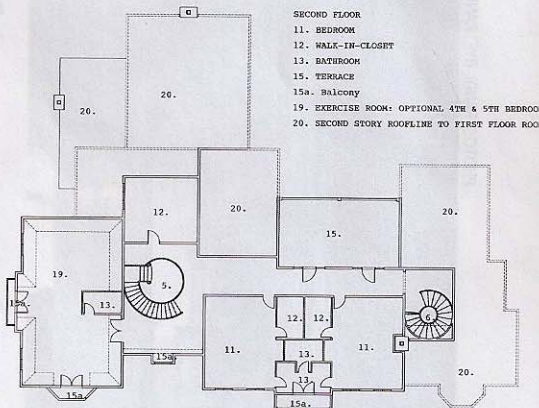 SECOND FLOOR
11. BEDROOM
12. WALK-IN-CLOSET
13. BATHROOM
15. TERRACE
15a. Balcony
19. EXERCISE ROOM: OPTIONAL 4TH & 5TH BEDROO
20. SECOND STORY ROOFLINE TO FIRST FLOOR ROO
20.
20.
12.
20.
15.
20.
19.
15a.
13.
5.
15a.
11.
12.
12.
13.
13
11.
6.
20.
15a.
15a.